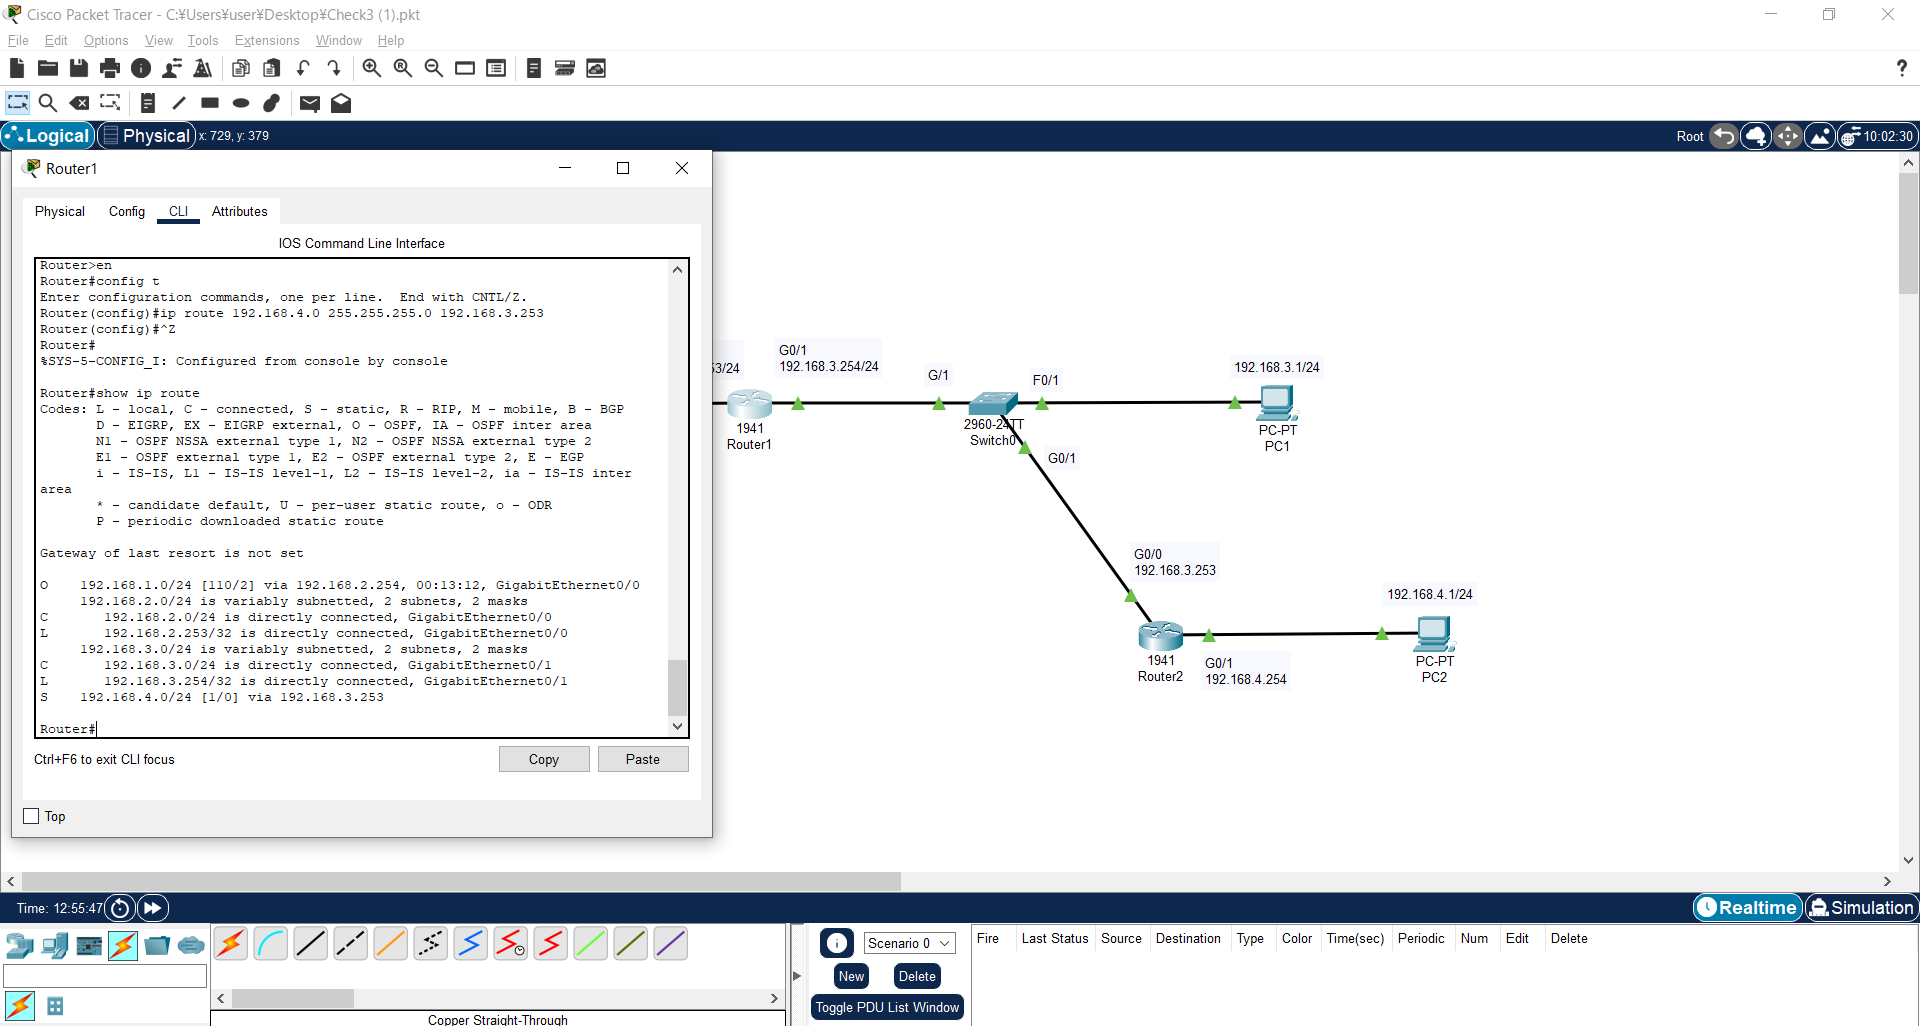 Cisco Packet Tracer - C:¥Users¥user¥Desktop¥Check3 (1).pkt
File Edit Options View Tools Extensions Window Help
?
Logical Physical x: 729, y: 379
Root 10:02:30
Router1
Physical Config CLI Attributes
IOS Command Line Interface
Router>en
Router#config t
Enter configuration commands, one per line.  End with CNTL/Z.
Router(config)#ip route 192.168.4.0 255.255.255.0 192.168.3.253
Router(config)#^Z
Router#
%SYS-5-CONFIG_I: Configured from console by console
Router#show ip route
Codes: L - local, C - connected, S - static, R - RIP, M - mobile, B - BGP
D - EIGRP, EX - EIGRP external, O - OSPF, IA - OSPF inter area
N1 - OSPF NSSA external type 1, N2 - OSPF NSSA external type 2
E1 - OSPF external type 1, E2 - OSPF external type 2, E - EGP
i - IS-IS, L1 - IS-IS level-1, L2 - IS-IS level-2, ia - IS-IS inter
area
* - candidate default, U - per-user static route, o - ODR
P - periodic downloaded static route
Gateway of last resort is not set
O 192.168.1.0/24 [110/2] via 192.168.2.254, 00:13:12, GigabitEthernet0/0
192.168.2.0/24 is variably subnetted, 2 subnets, 2 masks
C 192.168.2.0/24 is directly connected, GigabitEthernet0/0
L 192.168.2.253/32 is directly connected, GigabitEthernet0/0
192.168.3.0/24 is variably subnetted, 2 subnets, 2 masks
C 192.168.3.0/24 is directly connected, GigabitEthernet0/1
L 192.168.3.254/32 is directly connected, GigabitEthernet0/1
S 192.168.4.0/24 [1/0] via 192.168.3.253
Router#
Ctrl+F6 to exit CLI focus
Copy
Paste
Top
53/24
G0/1
192.168.3.254/24
1941
Router1
G/1
F0/1
2960-24TT
Switch0
G0/1
192.168.3.1/24
PC-PT
PC1
G0/0
192.168.3.253
1941
Router2
G0/1
192.168.4.254
192.168.4.1/24
PC-PT
PC2
Time: 12:55:47
Realtime
Simulation
Copper Straight-Through
Scenario 0
New
Delete
Toggle PDU List Window
Fire Last Status Source Destination Type Color Time(sec) Periodic Num Edit Delete